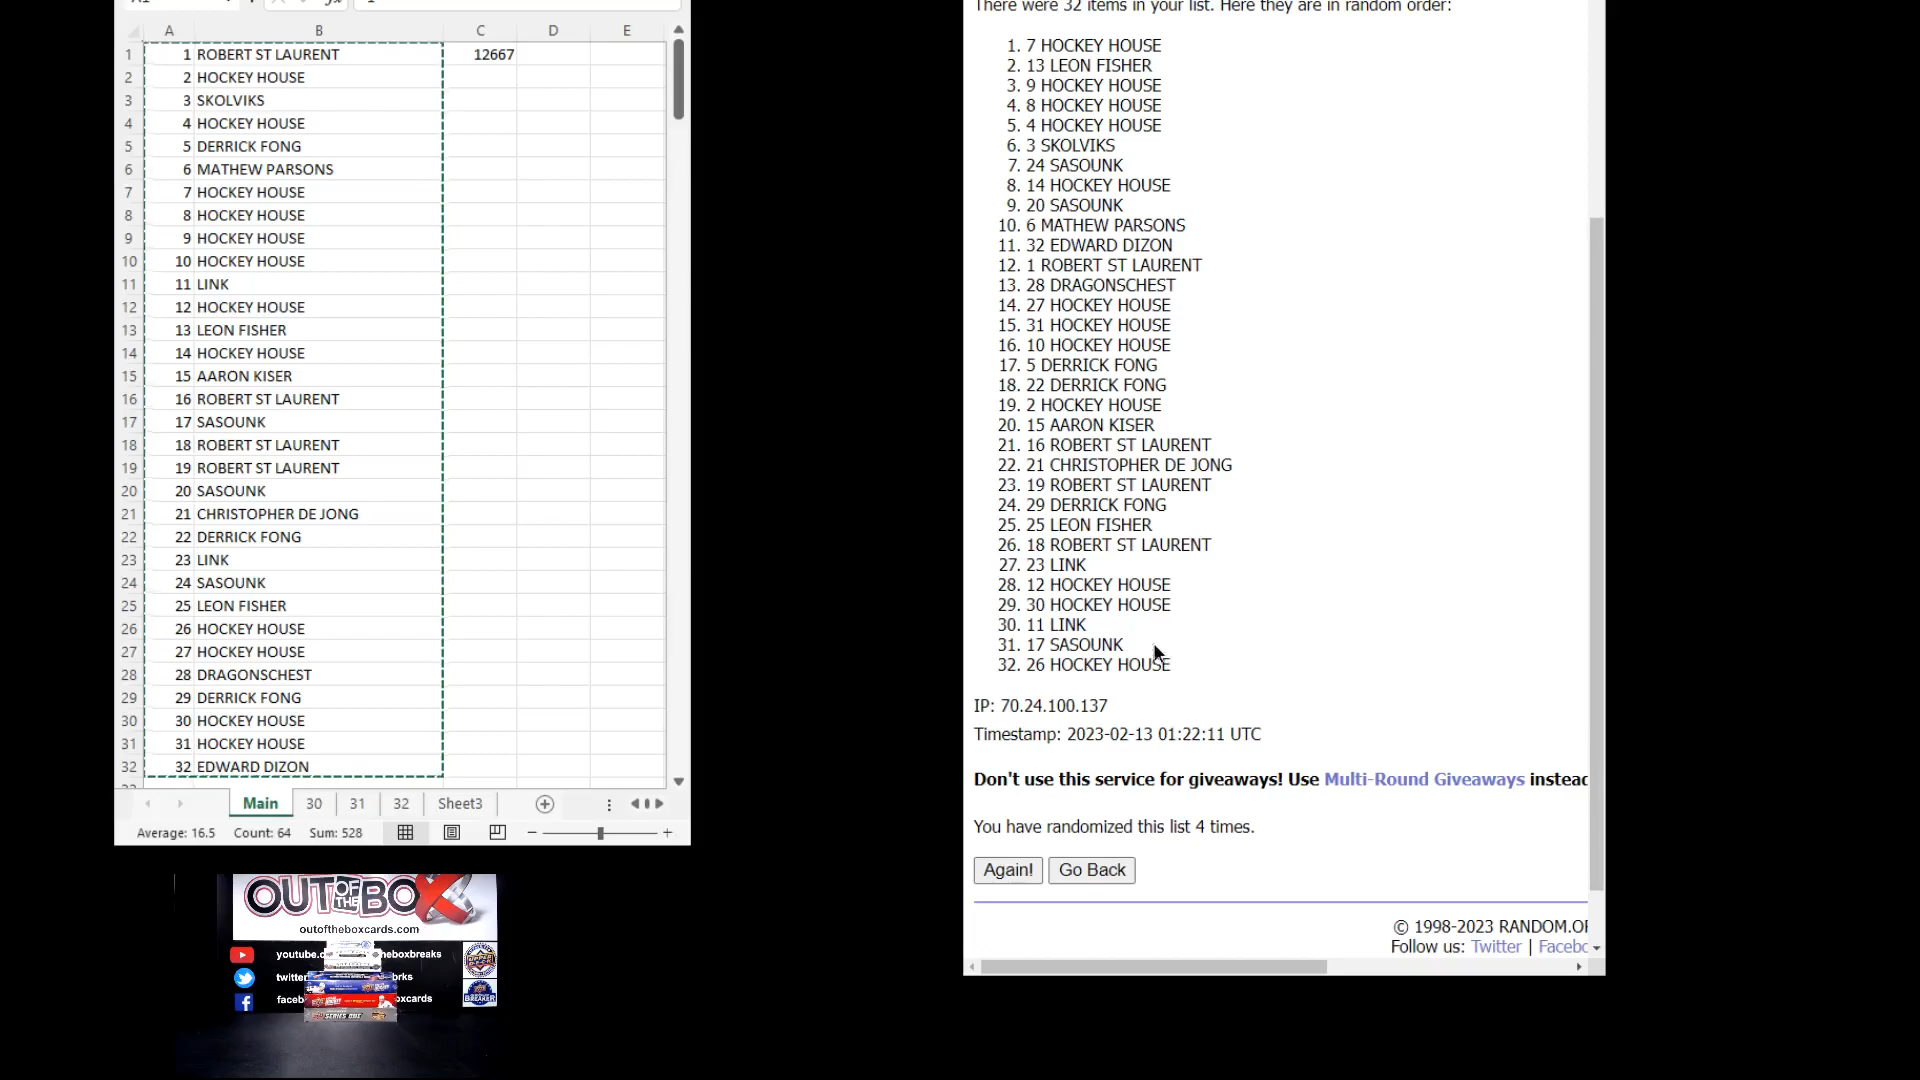 A B C D E
1 1 ROBERT ST LAURENT 12667
2 2 HOCKEY HOUSE
3 3 SKOLVIKS
4 4 HOCKEY HOUSE
5 5 DERRICK FONG
6 6 MATHEW PARSONS
7 7 HOCKEY HOUSE
8 8 HOCKEY HOUSE
9 9 HOCKEY HOUSE
10 10 HOCKEY HOUSE
11 11 LINK
12 12 HOCKEY HOUSE
13 13 LEON FISHER
14 14 HOCKEY HOUSE
15 15 AARON KISER
16 16 ROBERT ST LAURENT
17 17 SASOUNK
18 18 ROBERT ST LAURENT
19 19 ROBERT ST LAURENT
20 20 SASOUNK
21 21 CHRISTOPHER DE JONG
22 22 DERRICK FONG
23 23 LINK
24 24 SASOUNK
25 25 LEON FISHER
26 26 HOCKEY HOUSE
27 27 HOCKEY HOUSE
28 28 DRAGONSCHEST
29 29 DERRICK FONG
30 30 HOCKEY HOUSE
31 31 HOCKEY HOUSE
32 32 EDWARD DIZON
Main 30 31 32 Sheet3
Average: 16.5 Count: 64 Sum: 528
OUT OF THE BOX
outoftheboxcards.com
youtube.c heboxbreaks
twitter brks
faceb oxcards
SERIES ONE
BREAKER
There were 32 items in your list. Here they are in random order:
1. 7 HOCKEY HOUSE
2. 13 LEON FISHER
3. 9 HOCKEY HOUSE
4. 8 HOCKEY HOUSE
5. 4 HOCKEY HOUSE
6. 3 SKOLVIKS
7. 24 SASOUNK
8. 14 HOCKEY HOUSE
9. 20 SASOUNK
10. 6 MATHEW PARSONS
11. 32 EDWARD DIZON
12. 1 ROBERT ST LAURENT
13. 28 DRAGONSCHEST
14. 27 HOCKEY HOUSE
15. 31 HOCKEY HOUSE
16. 10 HOCKEY HOUSE
17. 5 DERRICK FONG
18. 22 DERRICK FONG
19. 2 HOCKEY HOUSE
20. 15 AARON KISER
21. 16 ROBERT ST LAURENT
22. 21 CHRISTOPHER DE JONG
23. 19 ROBERT ST LAURENT
24. 29 DERRICK FONG
25. 25 LEON FISHER
26. 18 ROBERT ST LAURENT
27. 23 LINK
28. 12 HOCKEY HOUSE
29. 30 HOCKEY HOUSE
30. 11 LINK
31. 17 SASOUNK
32. 26 HOCKEY HOUSE
IP: 70.24.100.137
Timestamp: 2023-02-13 01:22:11 UTC
Don't use this service for giveaways! Use Multi-Round Giveaways instead
You have randomized this list 4 times.
Again! Go Back
© 1998-2023 RANDOM.OR
Follow us: Twitter | Facebo